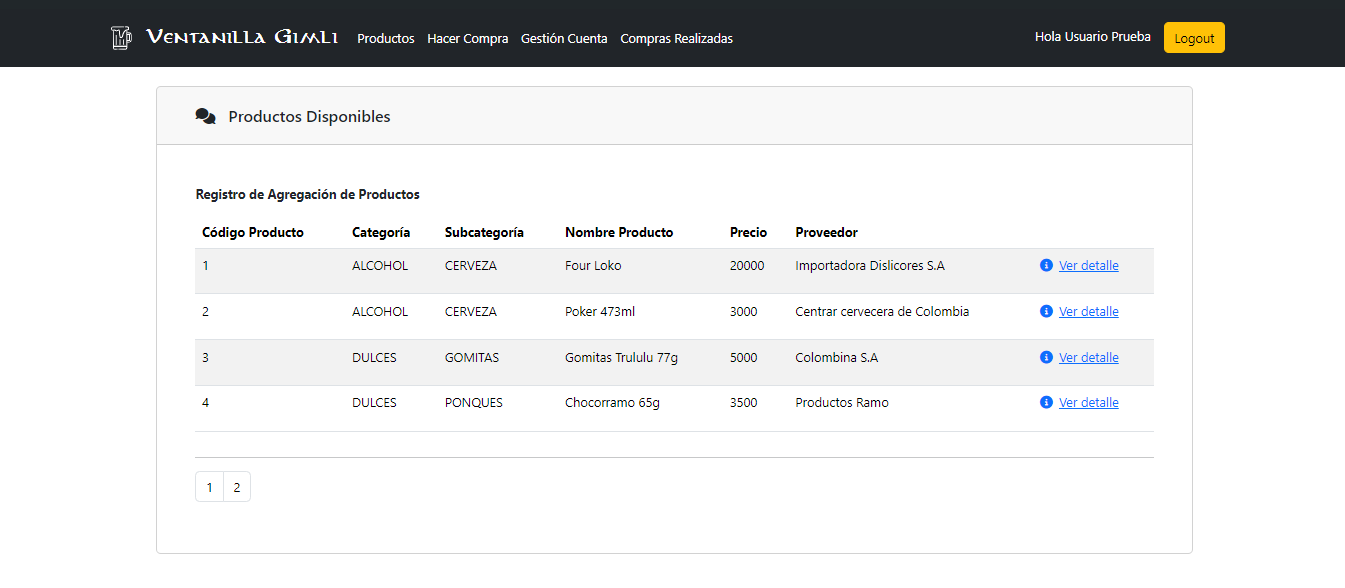 Ventanilla Gimli Productos Hacer Compra Gestión Cuenta Compras Realizadas Hola Usuario Prueba Logout
Productos Disponibles
Registro de Agregación de Productos
Código Producto Categoría Subcategoría Nombre Producto Precio Proveedor
1 ALCOHOL CERVEZA Four Loko 20000 Importadora Dislicores S.A Ver detalle
2 ALCOHOL CERVEZA Poker 473ml 3000 Centrar cervecera de Colombia Ver detalle
3 DULCES GOMITAS Gomitas Trululu 77g 5000 Colombina S.A Ver detalle
4 DULCES PONQUES Chocorramo 65g 3500 Productos Ramo Ver detalle
1 2